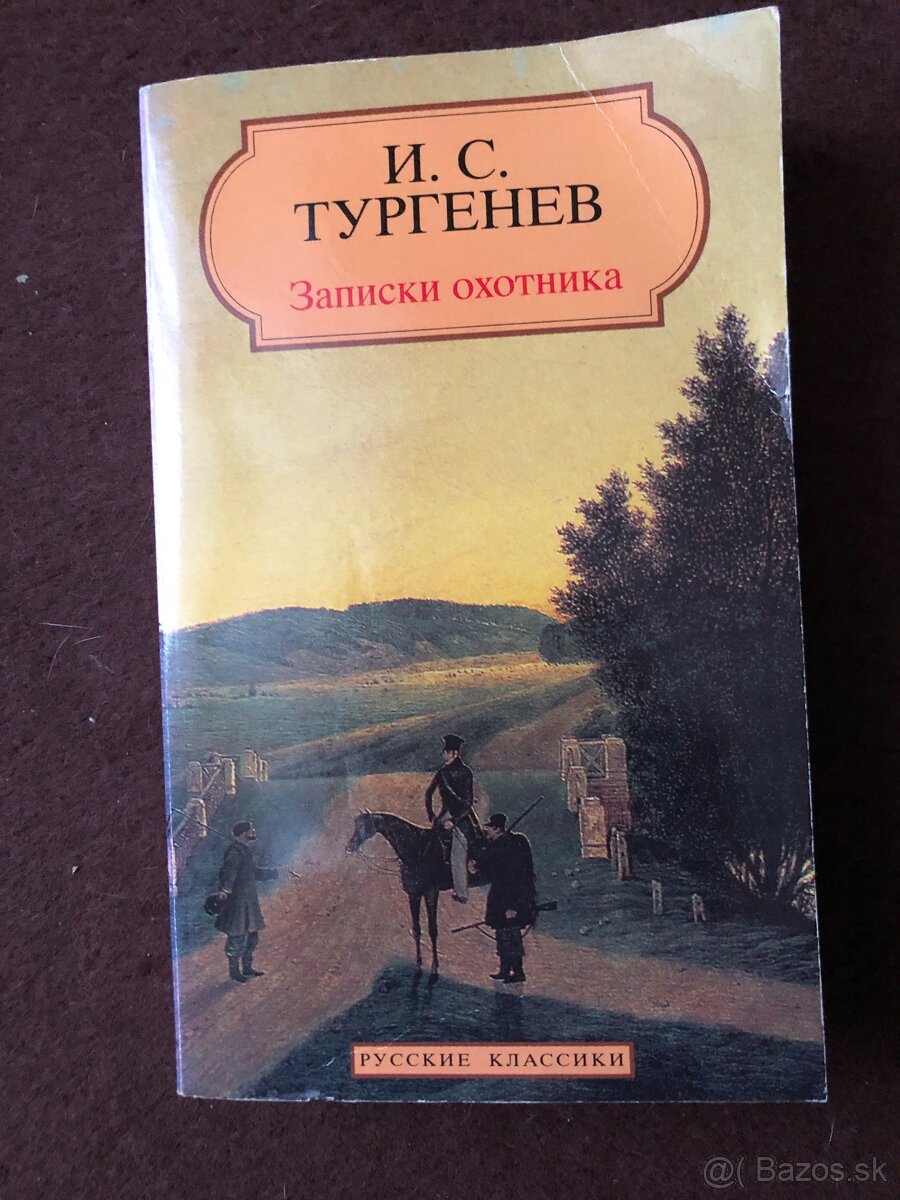 И. С.
ТУРГЕНЕВ
Записки охотника
РУССКИЕ КЛАССИКИ
@( Bazos.sk